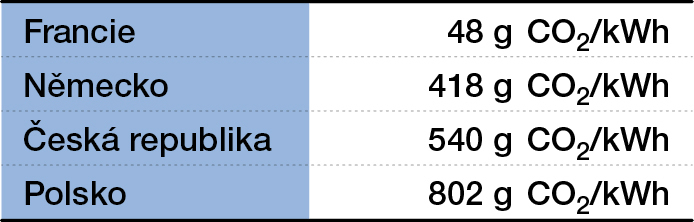 Francie 48 g CO₂/kWh
Německo 418 g CO₂/kWh
Česká republika 540 g CO₂/kWh
Polsko 802 g CO₂/kWh